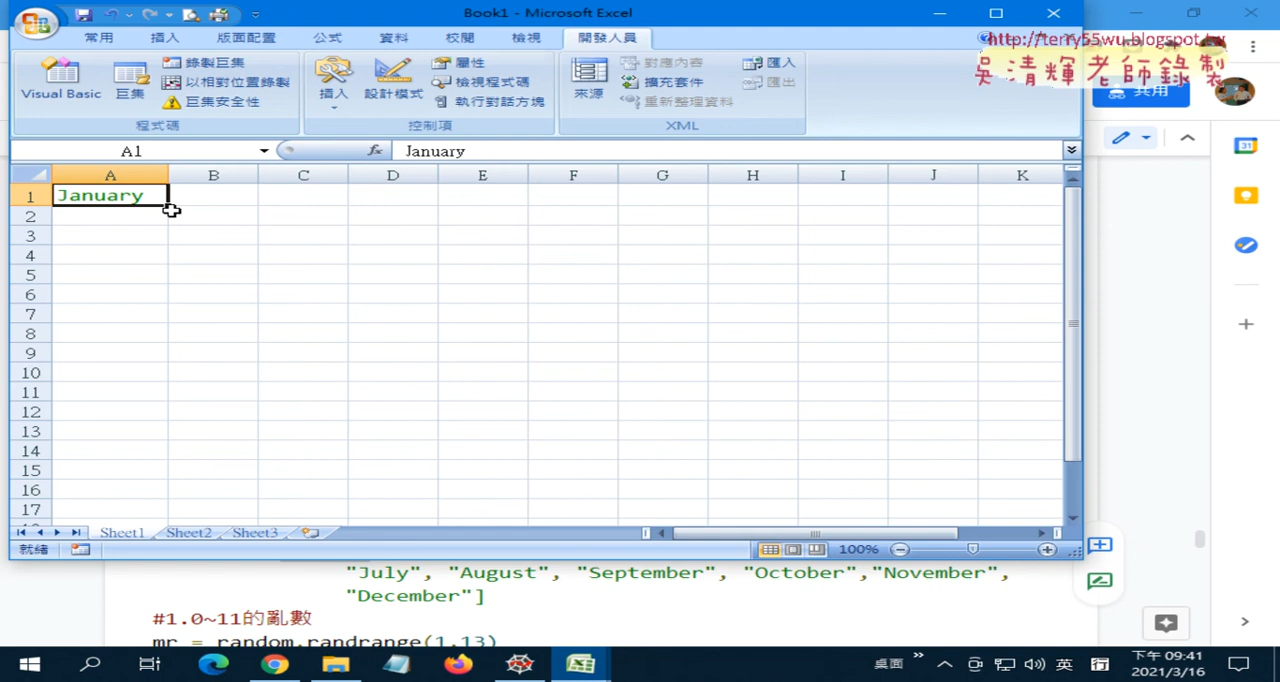 Book1 - Microsoft Excel
http://terry55wu.blogspot.tw
吳清輝老師錄製
常用 插入 版面配置 公式 資料 校閱 檢視 開發人員
Visual Basic 巨集 錄製巨集 以相對位置錄製 巨集安全性
插入 設計模式 屬性 檢視程式碼 執行對話方塊
來源 對應內容 擴充套件 重新整理資料 匯入 匯出
共用
程式碼 控制項 XML
A1 fx January
A B C D E F G H I J K
1 January
2
3
4
5
6
7
8
9
10
11
12
13
14
15
16
17
Sheet1 Sheet2 Sheet3
就緒 100%
31
"July", "August", "September", "October","November",
"December"]
#1.0~11的亂數
mr = random.randrange(1,13)
桌面 英 下午 09:41
2021/3/16